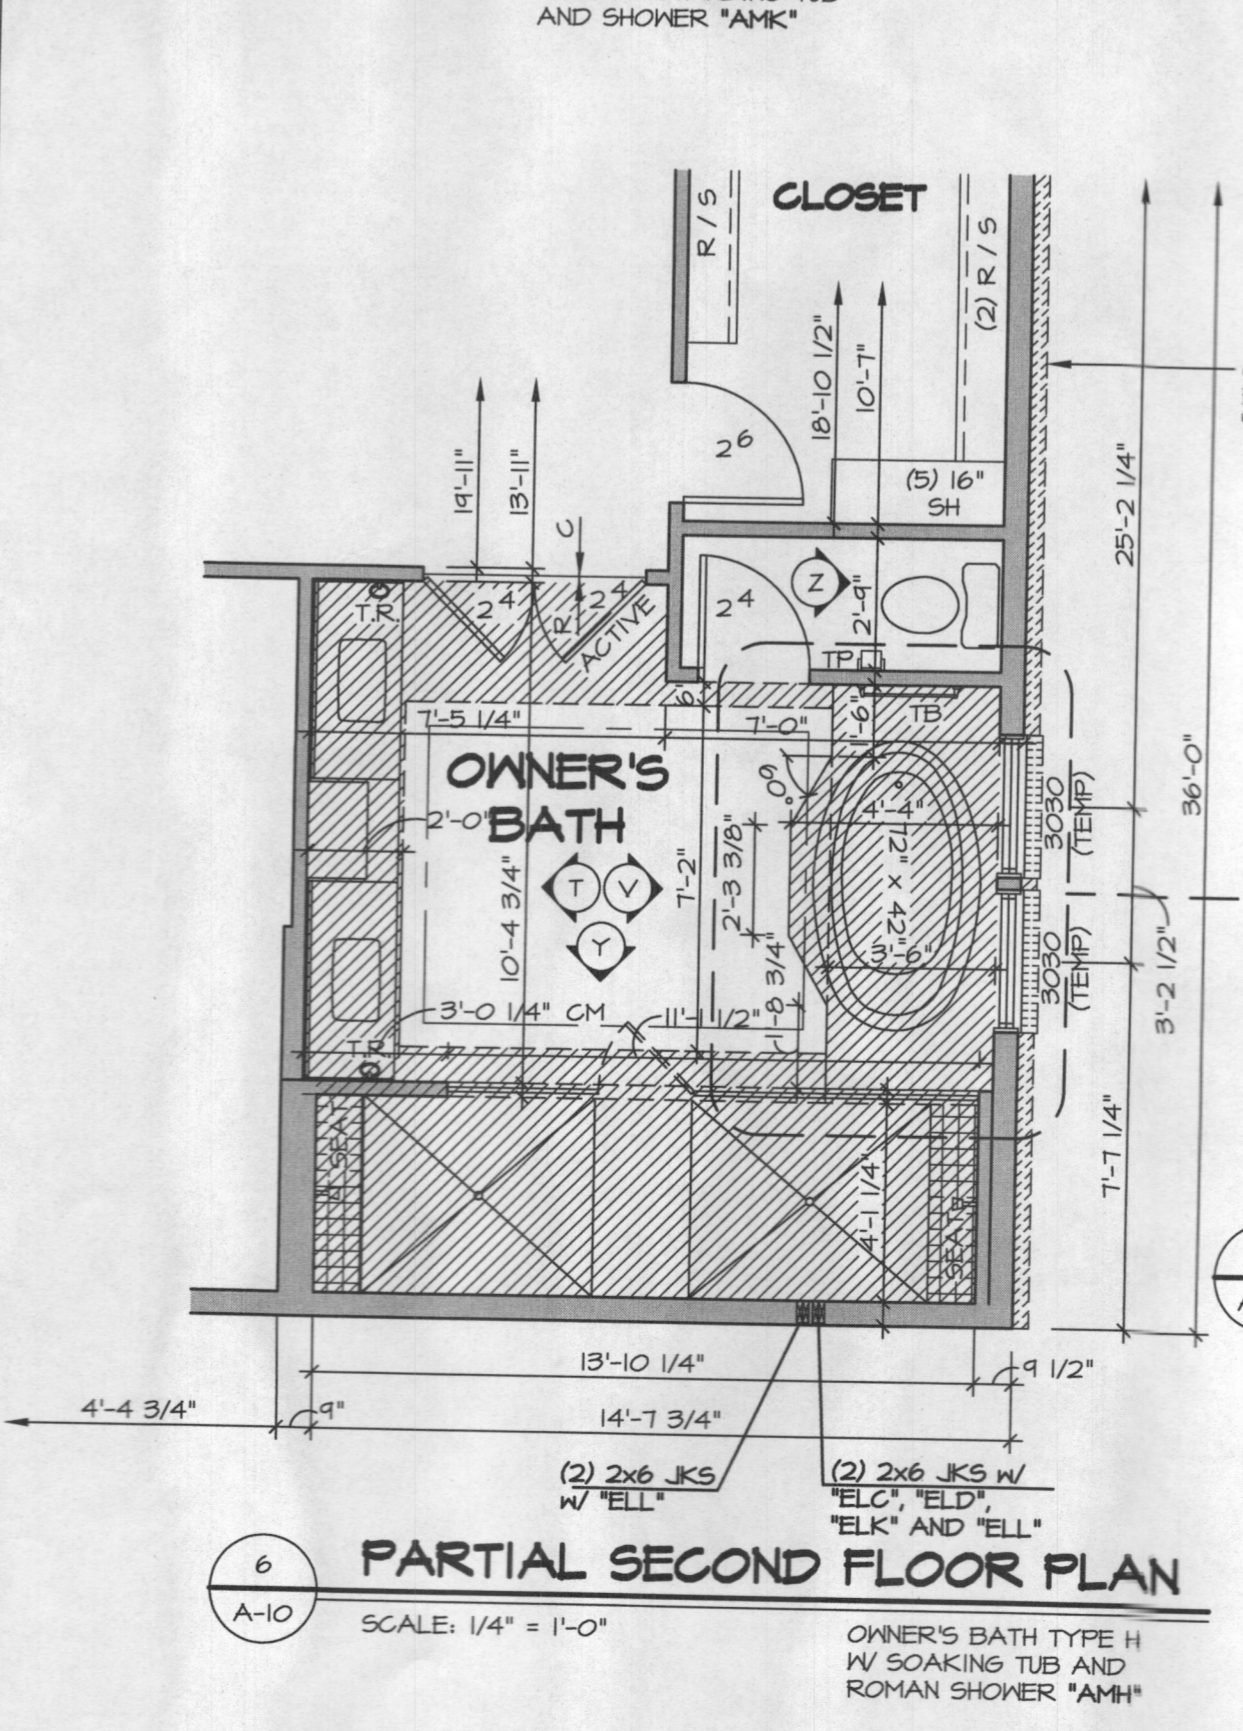 AND SHOWER "AMK"
CLOSET
R / S
(2) R / S
18'-10 1/2"
10'-7"
2⁶
(5) 16"
SH
19'-11"
13'-11"
C
25'-2 1/4"
36'-0"
T.R.
2⁴
R
2⁴
ACTIVE
2⁴
Z
2'-9"
TP
6"
TB
7'-5 1/4"
7'-0"
OWNER'S
BATH
60°
4'-4"
3030
(TEMP)
2'-0"
72" x 42"
10'-4 3/4"
T
V
Y
7'-2"
2'-3 3/8"
3'-6"
3030
(TEMP)
3'-2 1/2"
3'-0 1/4" CM
11'-1 1/2"
11'-8 3/4"
T.R.
SEAT
4'-1 1/4"
SEAT
7'-7 1/4"
13'-10 1/4"
9 1/2"
4'-4 3/4"
9"
14'-7 3/4"
(2) 2x6 JKS
W/ "ELL"
(2) 2x6 JKS W/
"ELC", "ELD",
"ELK" AND "ELL"
6
A-10
PARTIAL SECOND FLOOR PLAN
SCALE: 1/4" = 1'-0"
OWNER'S BATH TYPE H
W/ SOAKING TUB AND
ROMAN SHOWER "AMH"